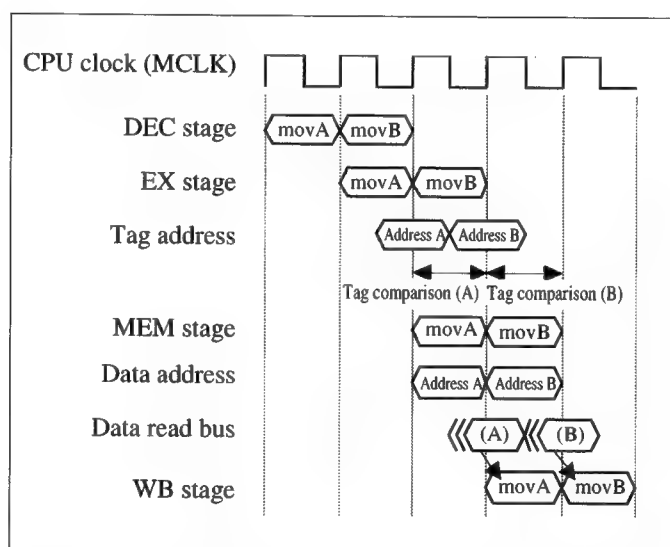 CPU clock (MCLK)
DEC stage movA movB
EX stage movA movB
Tag address Address A Address B
Tag comparison (A) Tag comparison (B)
MEM stage movA movB
Data address Address A Address B
Data read bus (A) (B)
WB stage movA movB